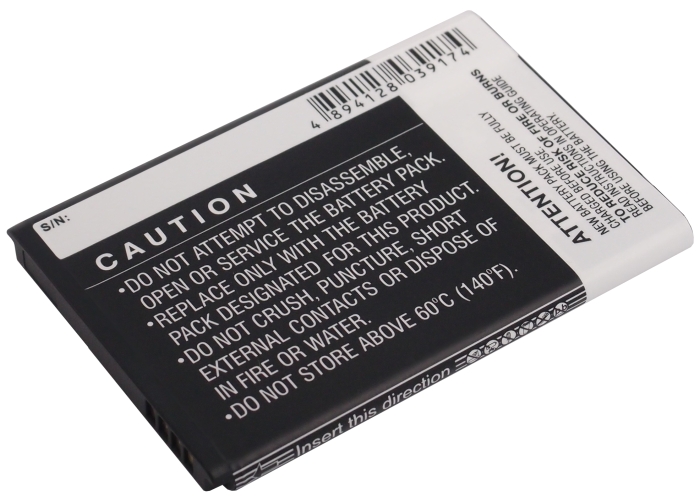 S/N:
4 894128 039174
CAUTION
•DO NOT ATTEMPT TO DISASSEMBLE,
OPEN OR SERVICE THE BATTERY PACK.
•REPLACE ONLY WITH THE BATTERY
PACK DESIGNATED FOR THIS PRODUCT.
•DO NOT CRUSH, PUNCTURE, SHORT
EXTERNAL CONTACTS OR DISPOSE OF
IN FIRE OR WATER.
•DO NOT STORE ABOVE 60°C (140°F).
ATTENTION!
NEW BATTERY PACK MUST BE FULLY
CHARGED BEFORE USE.
READ INSTRUCTIONS IN OPERATING GUIDE
TO REDUCE RISK OF FIRE OR BURNS
BEFORE USING THE BATTERY.
Insert this direction